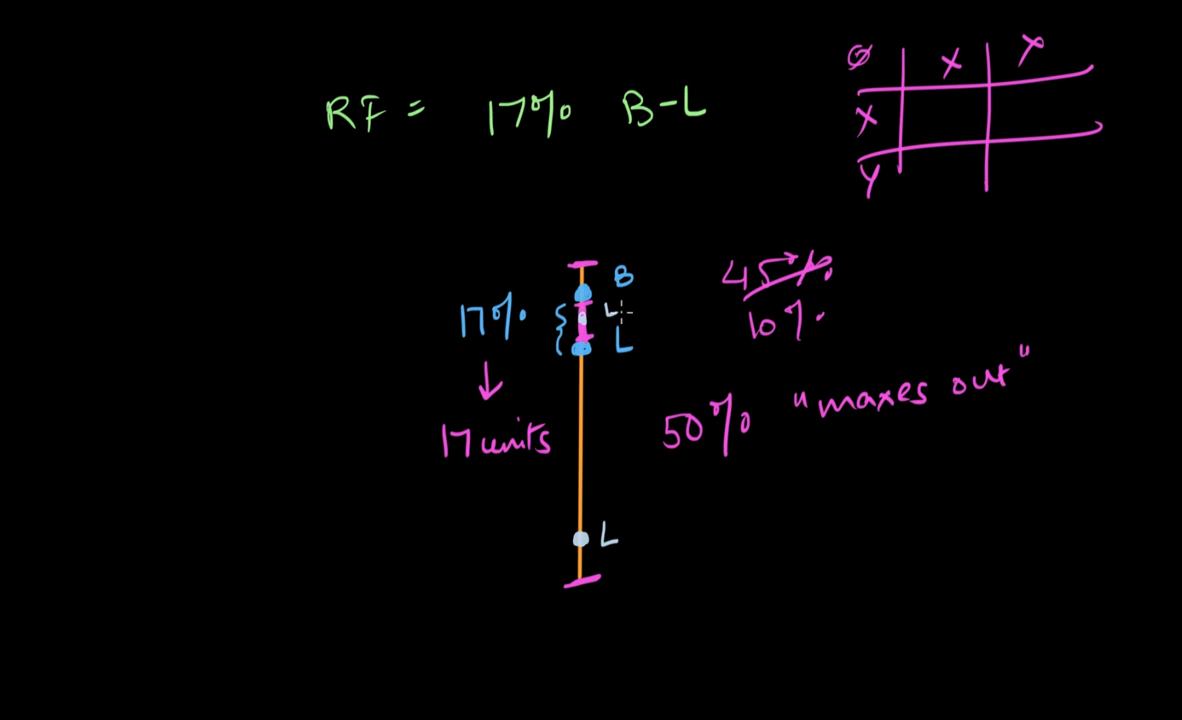 RF = 17% B-L
X Y
X
Y
B
45%
17%
L
10%
L
50% "maxes out"
17 units
L